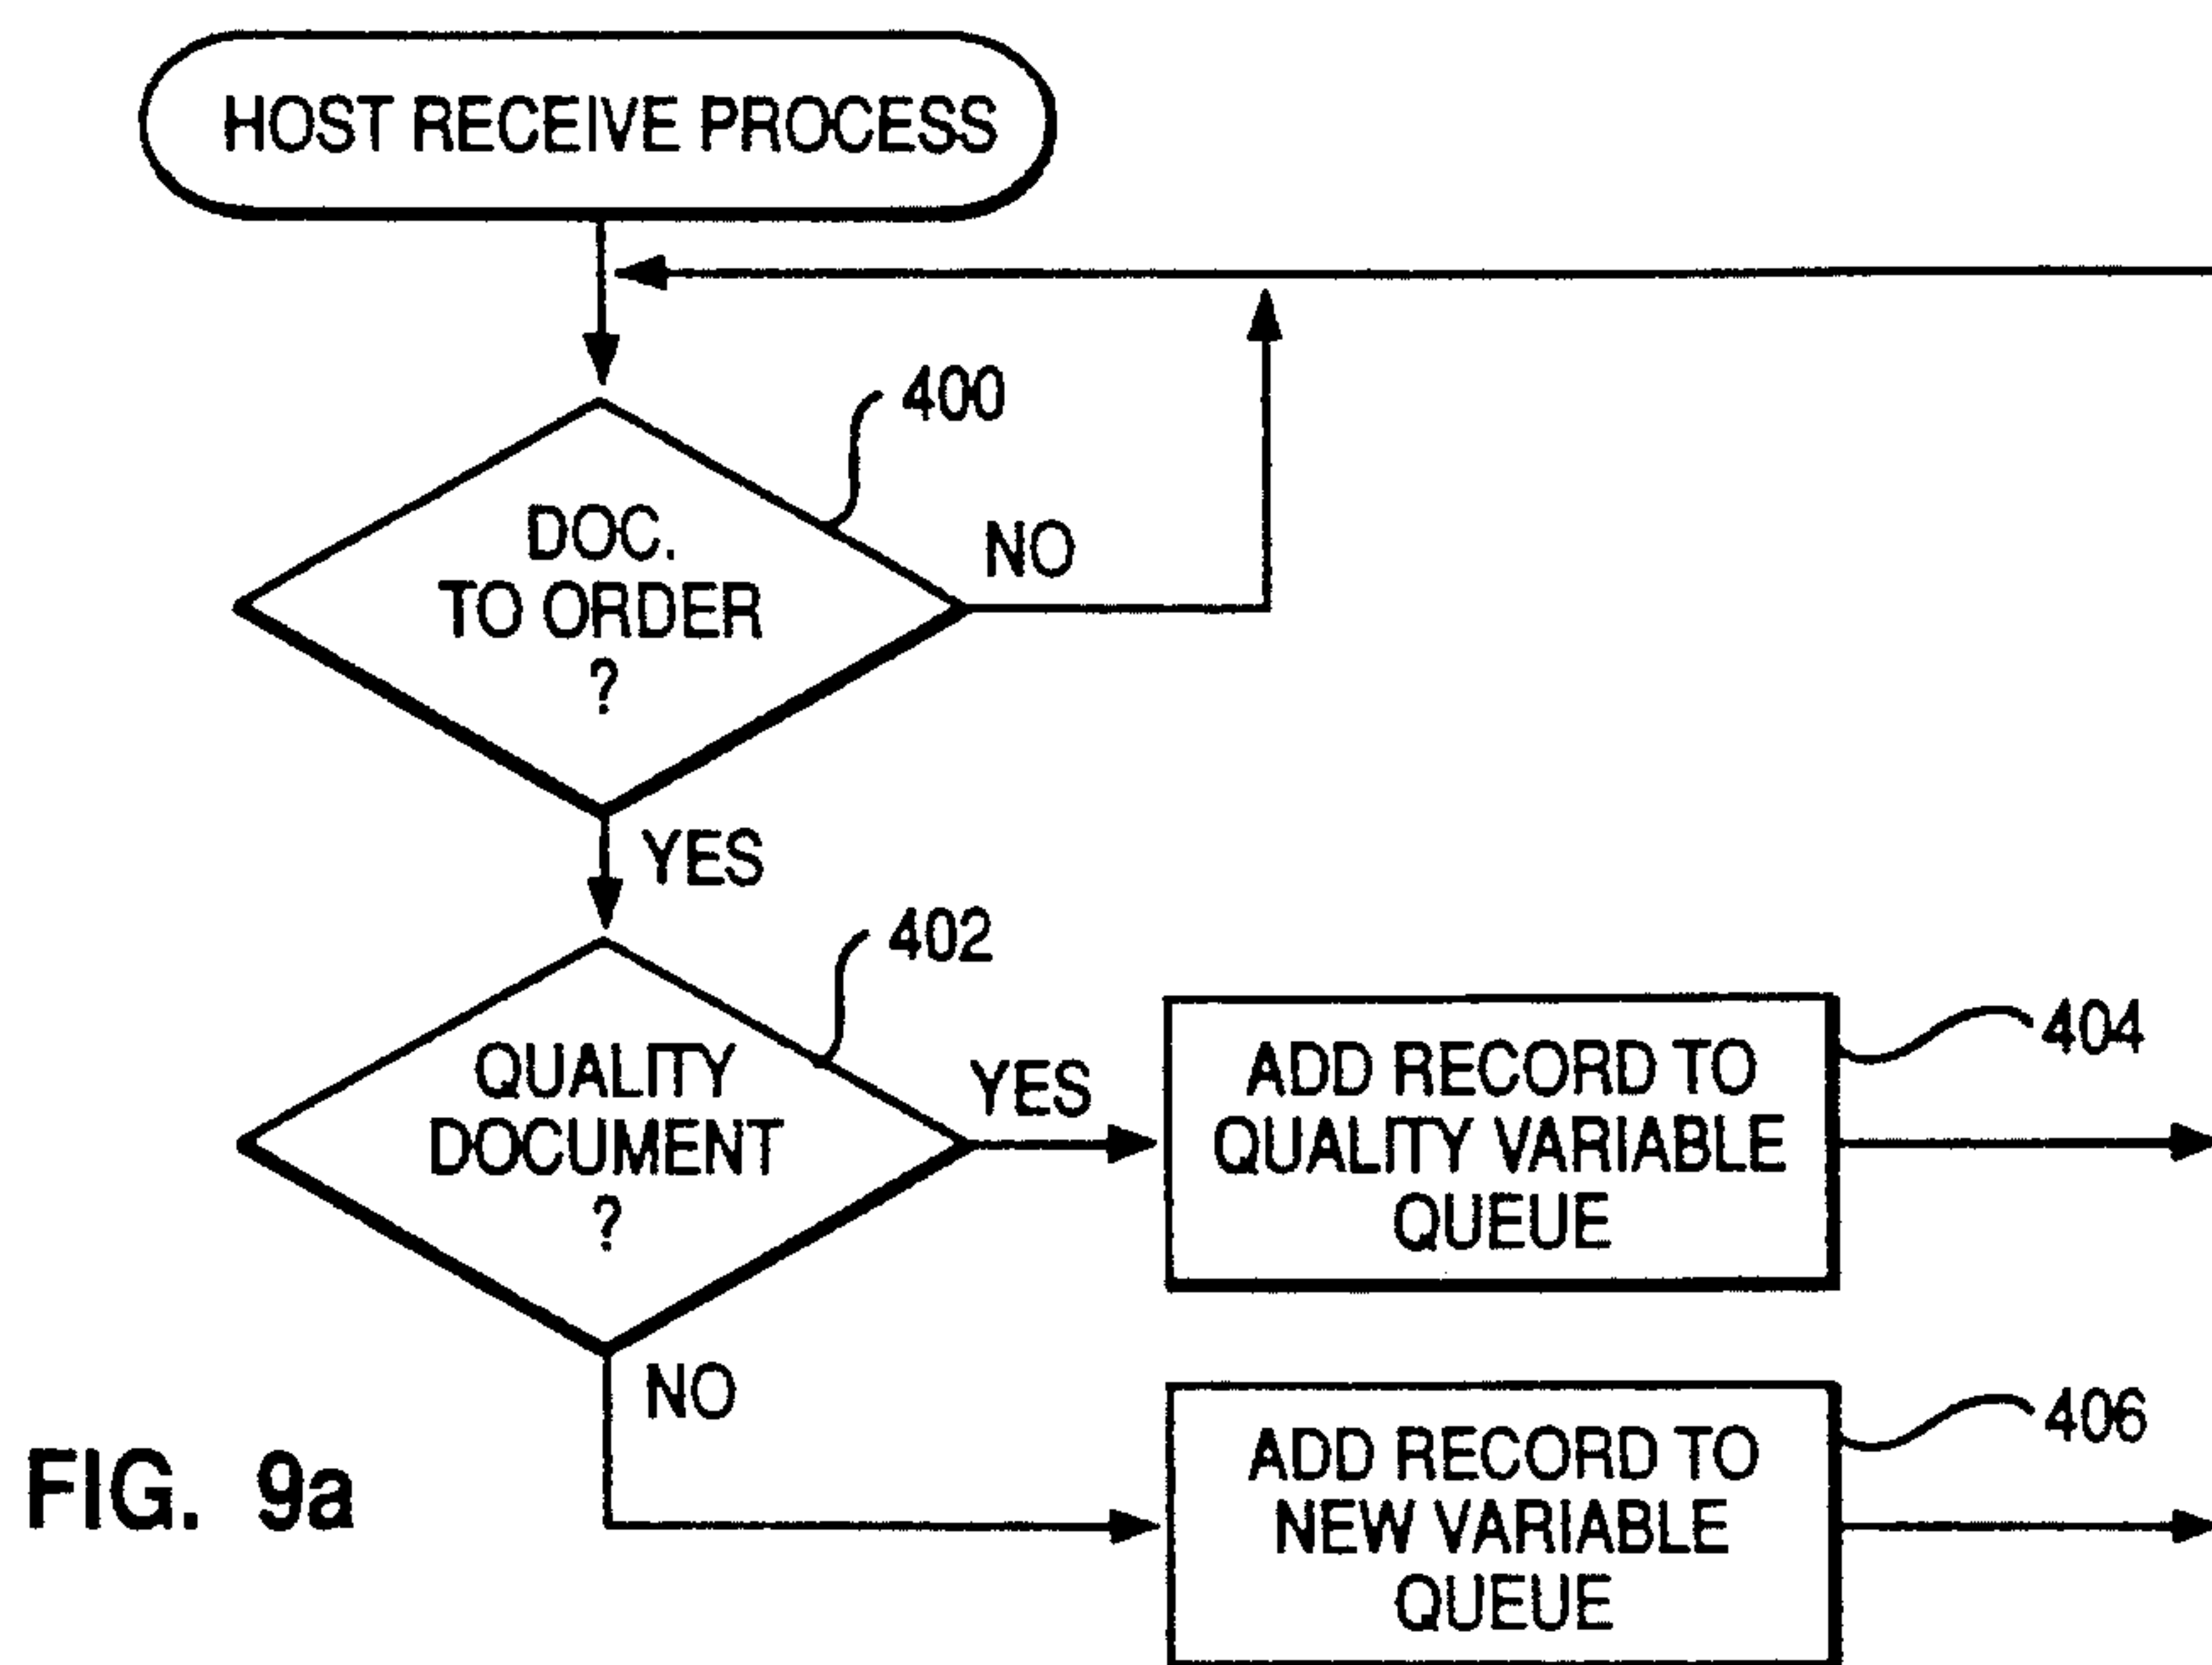 HOST RECEIVE PROCESS
400
DOC.
TO ORDER
?
NO
YES
402
QUALITY
DOCUMENT
?
YES
NO
404
ADD RECORD TO
QUALITY VARIABLE
QUEUE
406
ADD RECORD TO
NEW VARIABLE
QUEUE
FIG. 9a